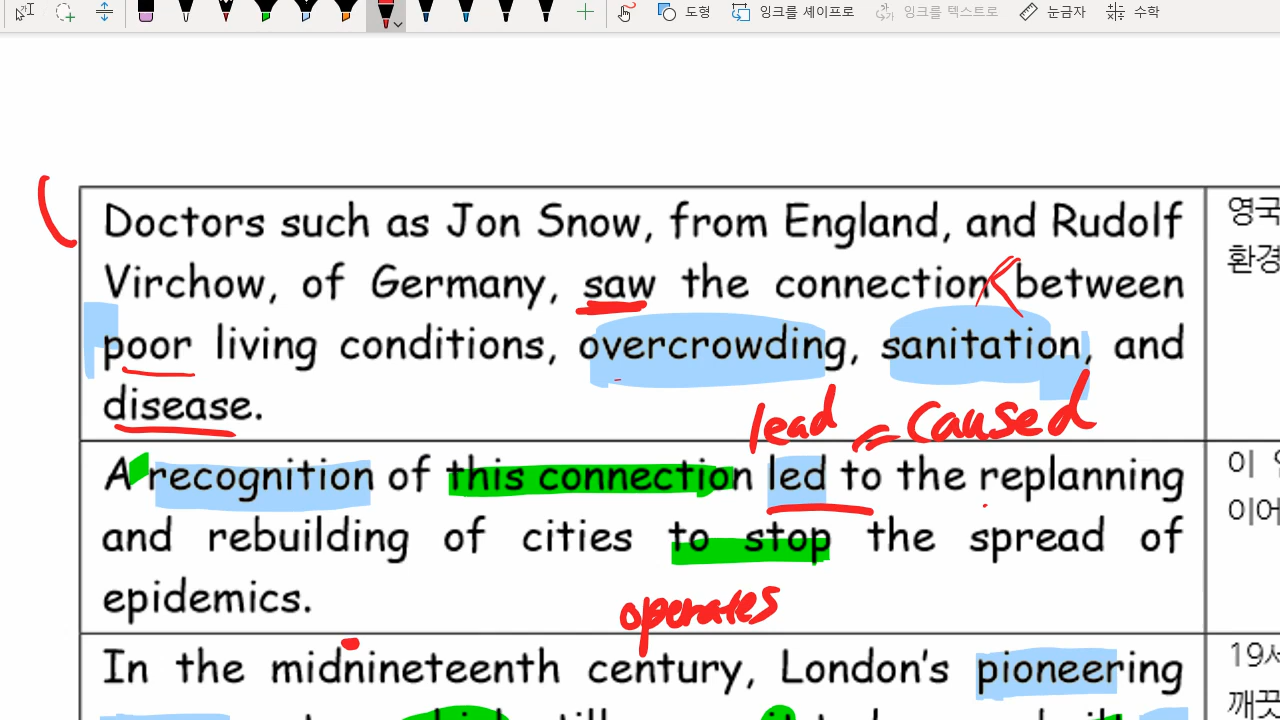 도형 잉크를 셰이프로 잉크를 텍스트로 눈금자 수학
Doctors such as Jon Snow, from England, and Rudolf
Virchow, of Germany, saw the connection between
poor living conditions, overcrowding, sanitation, and
disease.
영국
환경
lead = caused
A recognition of this connection led to the replanning
and rebuilding of cities to stop the spread of
epidemics.
이
이어
operates
In the midnineteenth century, London's pioneering
19세
깨끗